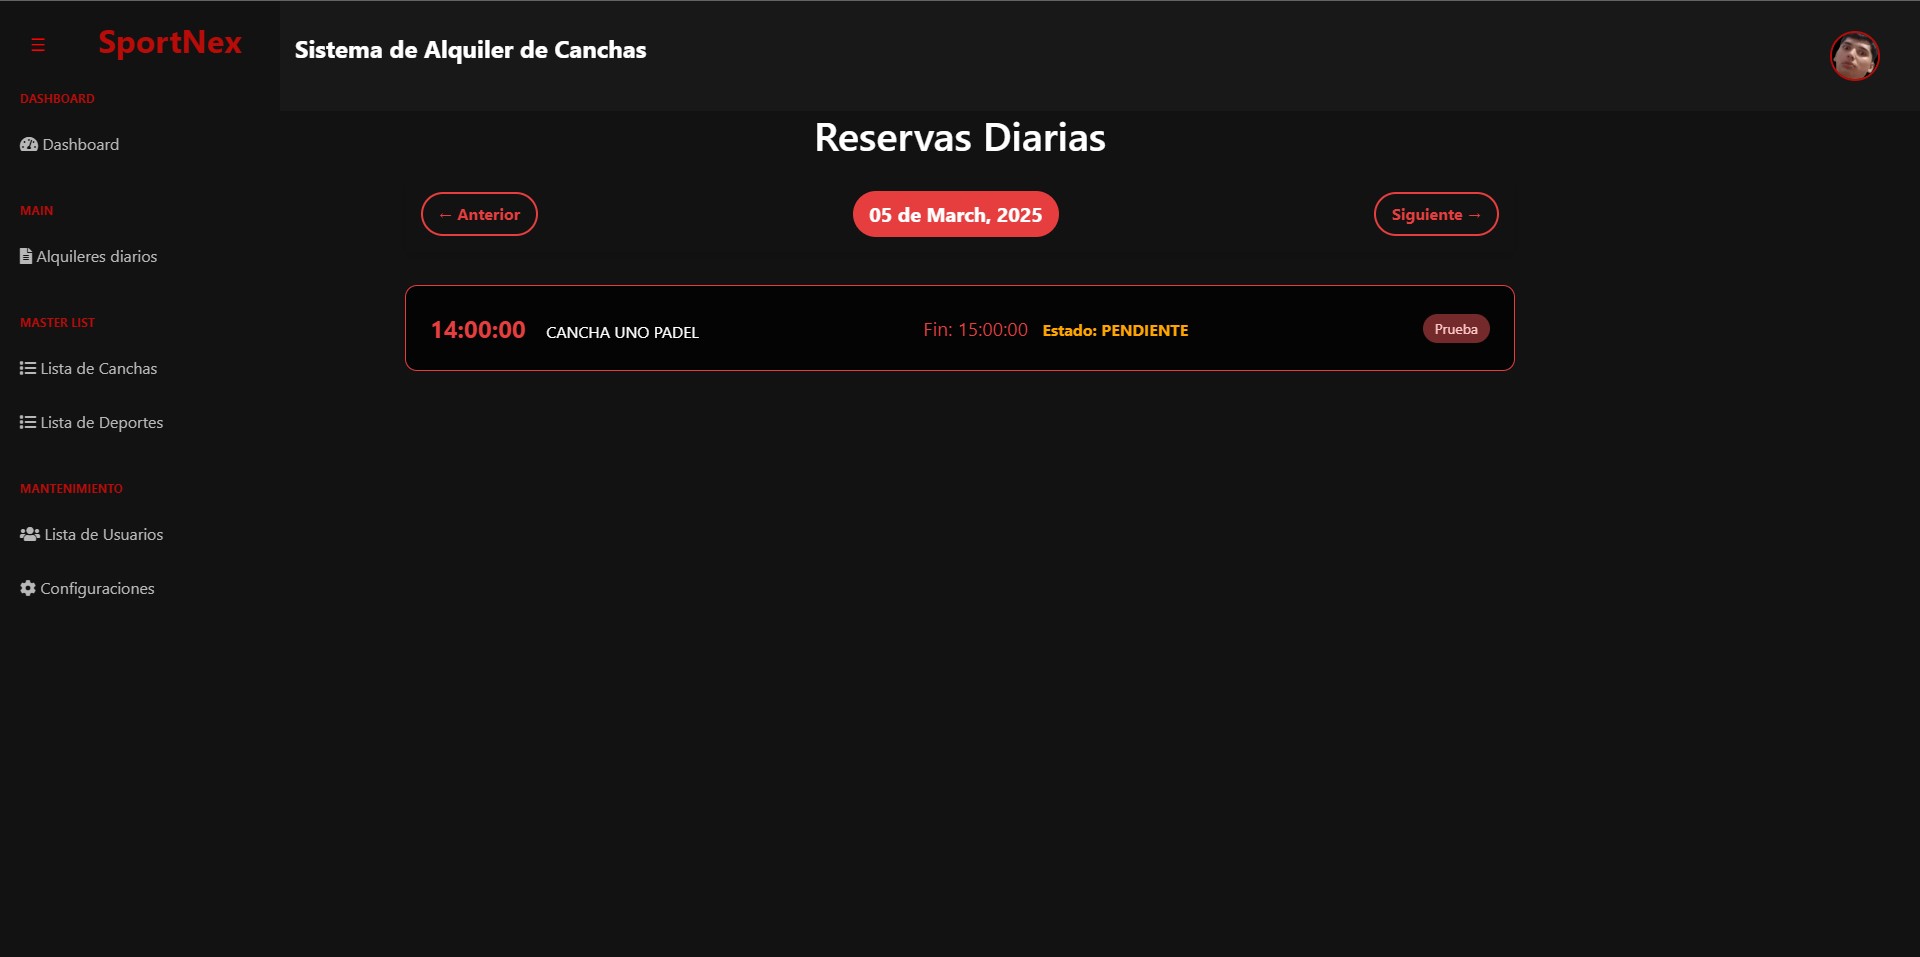 ☰ SportNex
Sistema de Alquiler de Canchas
DASHBOARD
Dashboard
MAIN
Alquileres diarios
MASTER LIST
Lista de Canchas
Lista de Deportes
MANTENIMIENTO
Lista de Usuarios
Configuraciones
Reservas Diarias
← Anterior
05 de March, 2025
Siguiente →
14:00:00 CANCHA UNO PADEL Fin: 15:00:00 Estado: PENDIENTE Prueba